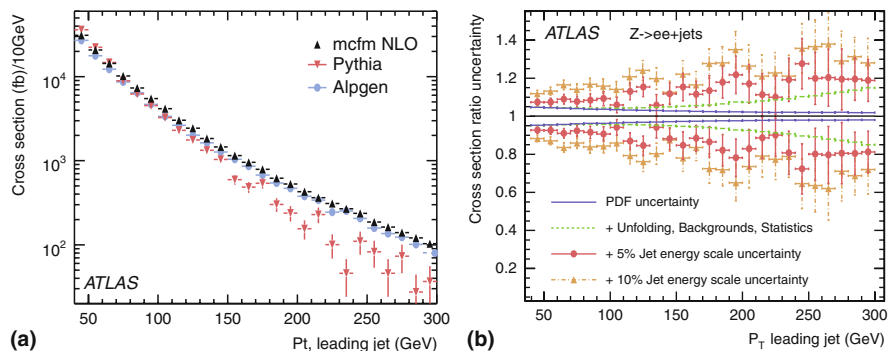 Cross section (fb)/10GeV
10^4
10^3
10^2
mcfm NLO
Pythia
Alpgen
ATLAS
50 100 150 200 250 300
Pt, leading jet (GeV)
(a)
Cross section ratio uncertainty
1.4
1.2
1
0.8
0.6
0.4
0.2
ATLAS Z->ee+jets
PDF uncertainty
+ Unfolding, Backgrounds, Statistics
+ 5% Jet energy scale uncertainty
+ 10% Jet energy scale uncertainty
50 100 150 200 250 300
P_T leading jet (GeV)
(b)